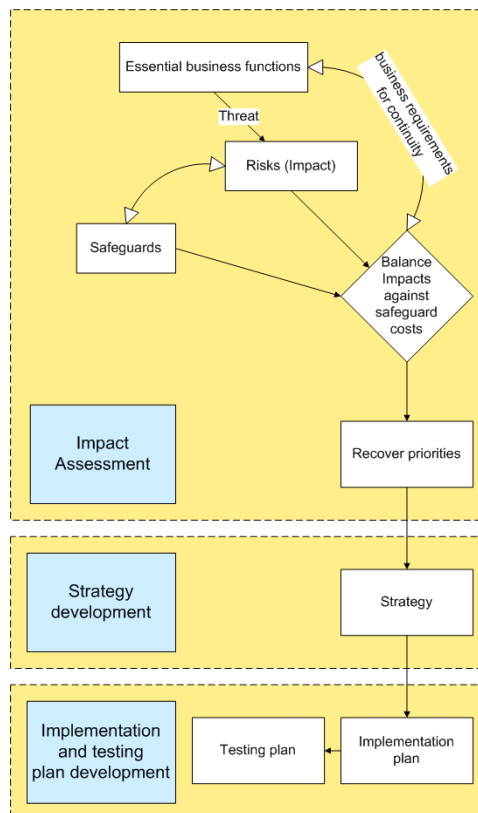 Essential business functions
business requirements
for continuity
Threat
Risks (Impact)
Safeguards
Balance
Impacts
against
safeguard
costs
Impact
Assessment
Recover priorities
Strategy
development
Strategy
Implementation
and testing
plan development
Testing plan
Implementation
plan